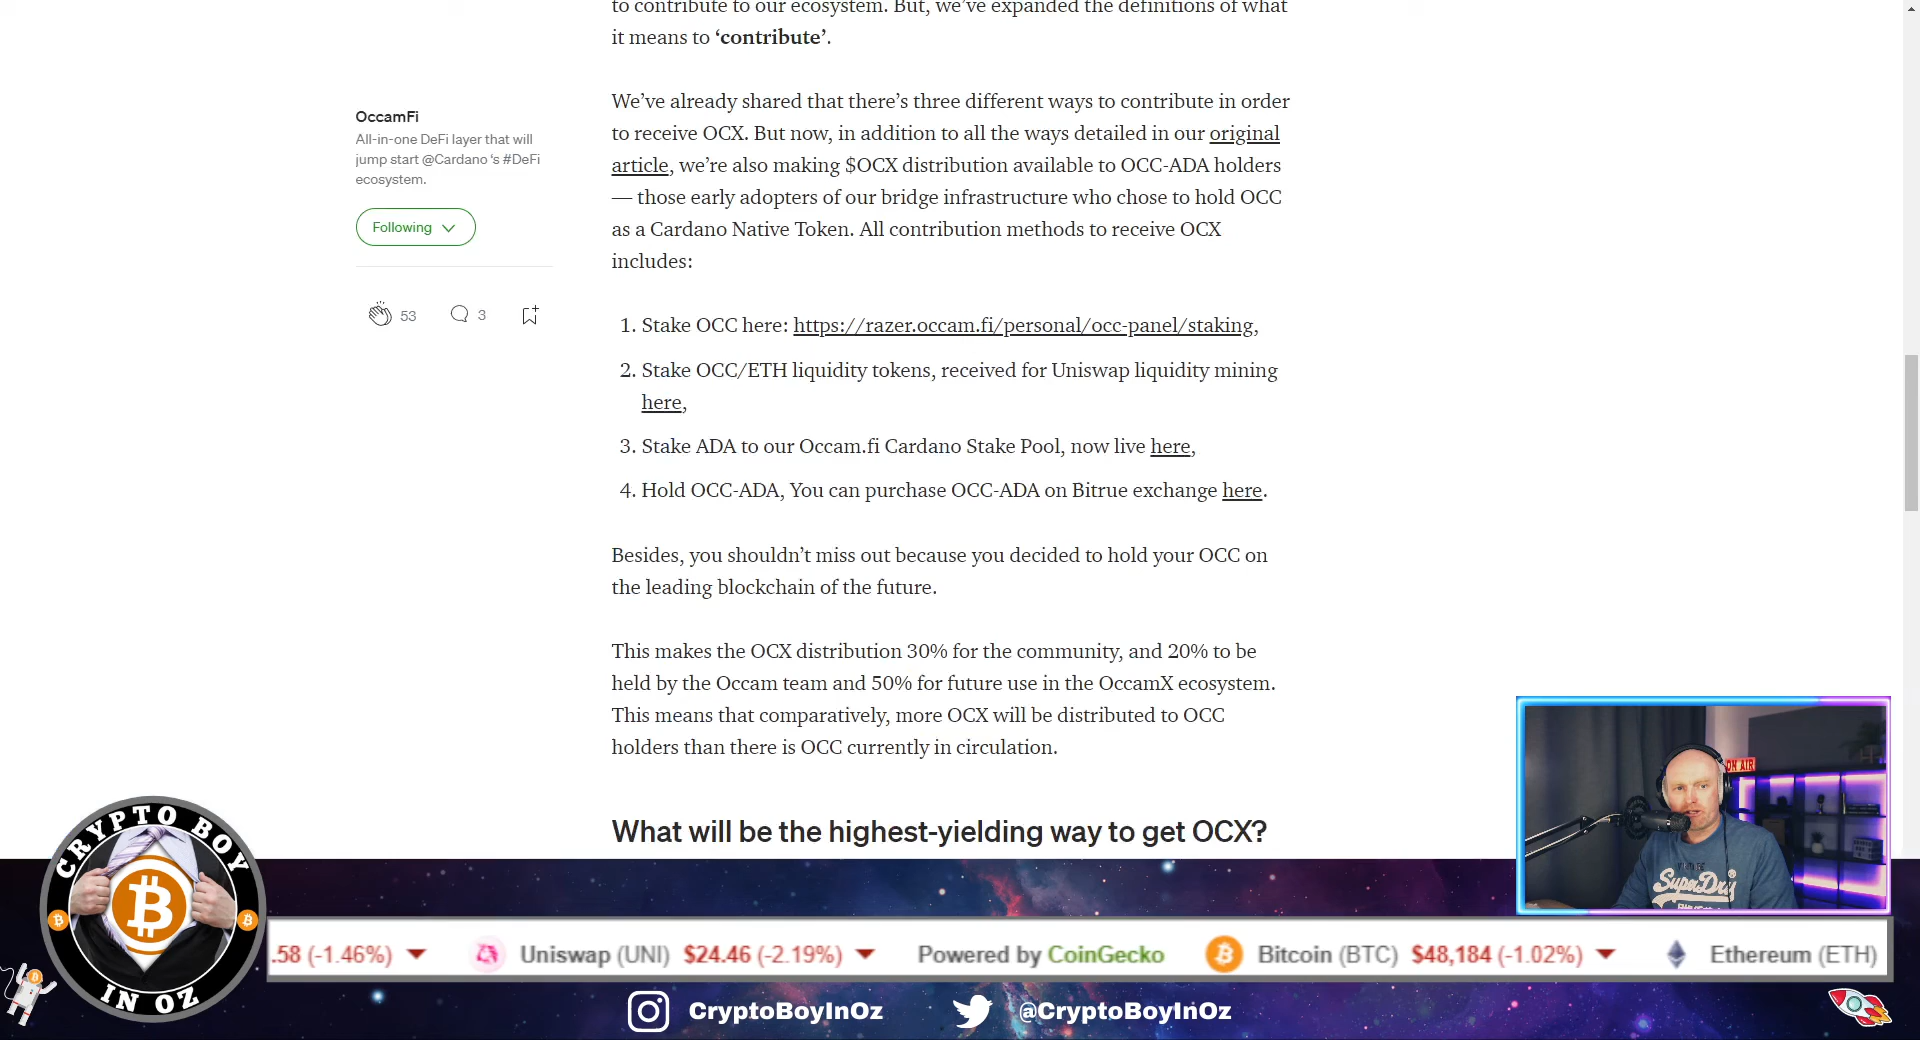 to contribute to our ecosystem. But, we’ve expanded the definitions of what
it means to ‘contribute’.
OccamFi
All-in-one DeFi layer that will
jump start @Cardano ‘s #DeFi
ecosystem.
Following
53
3
We’ve already shared that there’s three different ways to contribute in order
to receive OCX. But now, in addition to all the ways detailed in our original
article, we’re also making $OCX distribution available to OCC-ADA holders
— those early adopters of our bridge infrastructure who chose to hold OCC
as a Cardano Native Token. All contribution methods to receive OCX
includes:
1. Stake OCC here: https://razer.occam.fi/personal/occ-panel/staking,
2. Stake OCC/ETH liquidity tokens, received for Uniswap liquidity mining
here,
3. Stake ADA to our Occam.fi Cardano Stake Pool, now live here,
4. Hold OCC-ADA, You can purchase OCC-ADA on Bitrue exchange here.
Besides, you shouldn’t miss out because you decided to hold your OCC on
the leading blockchain of the future.
This makes the OCX distribution 30% for the community, and 20% to be
held by the Occam team and 50% for future use in the OccamX ecosystem.
This means that comparatively, more OCX will be distributed to OCC
holders than there is OCC currently in circulation.
What will be the highest-yielding way to get OCX?
ON AIR
SuperDry
CRYPTO BOY
IN OZ
.58 (-1.46%) Uniswap (UNI) $24.46 (-2.19%) Powered by CoinGecko Bitcoin (BTC) $48,184 (-1.02%) Ethereum (ETH)
CryptoBoyInOz @CryptoBoyInOz